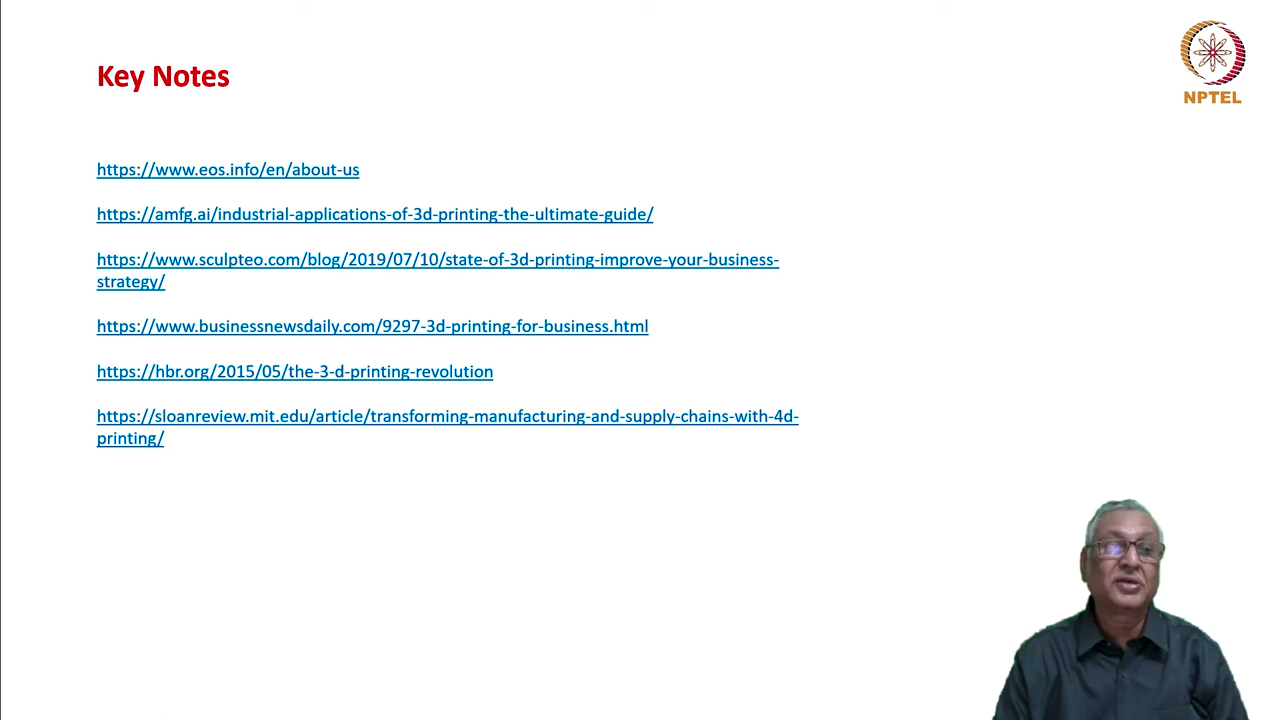 Key Notes
NPTEL
https://www.eos.info/en/about-us
https://amfg.ai/industrial-applications-of-3d-printing-the-ultimate-guide/
https://www.sculpteo.com/blog/2019/07/10/state-of-3d-printing-improve-your-business-
strategy/
https://www.businessnewsdaily.com/9297-3d-printing-for-business.html
https://hbr.org/2015/05/the-3-d-printing-revolution
https://sloanreview.mit.edu/article/transforming-manufacturing-and-supply-chains-with-4d-
printing/